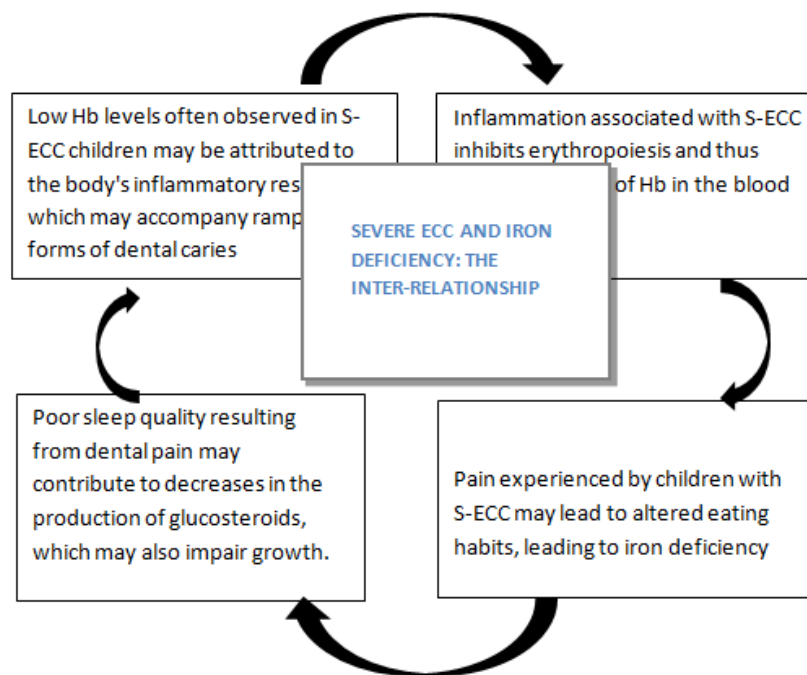 Low Hb levels often observed in S-
ECC children may be attributed to
the body's inflammatory res
which may accompany ramp
forms of dental caries
Inflammation associated with S-ECC
inhibits erythropoiesis and thus
of Hb in the blood
SEVERE ECC AND IRON
DEFICIENCY: THE
INTER-RELATIONSHIP
Poor sleep quality resulting
from dental pain may
contribute to decreases in the
production of glucosteroids,
which may also impair growth.
Pain experienced by children with
S-ECC may lead to altered eating
habits, leading to iron deficiency